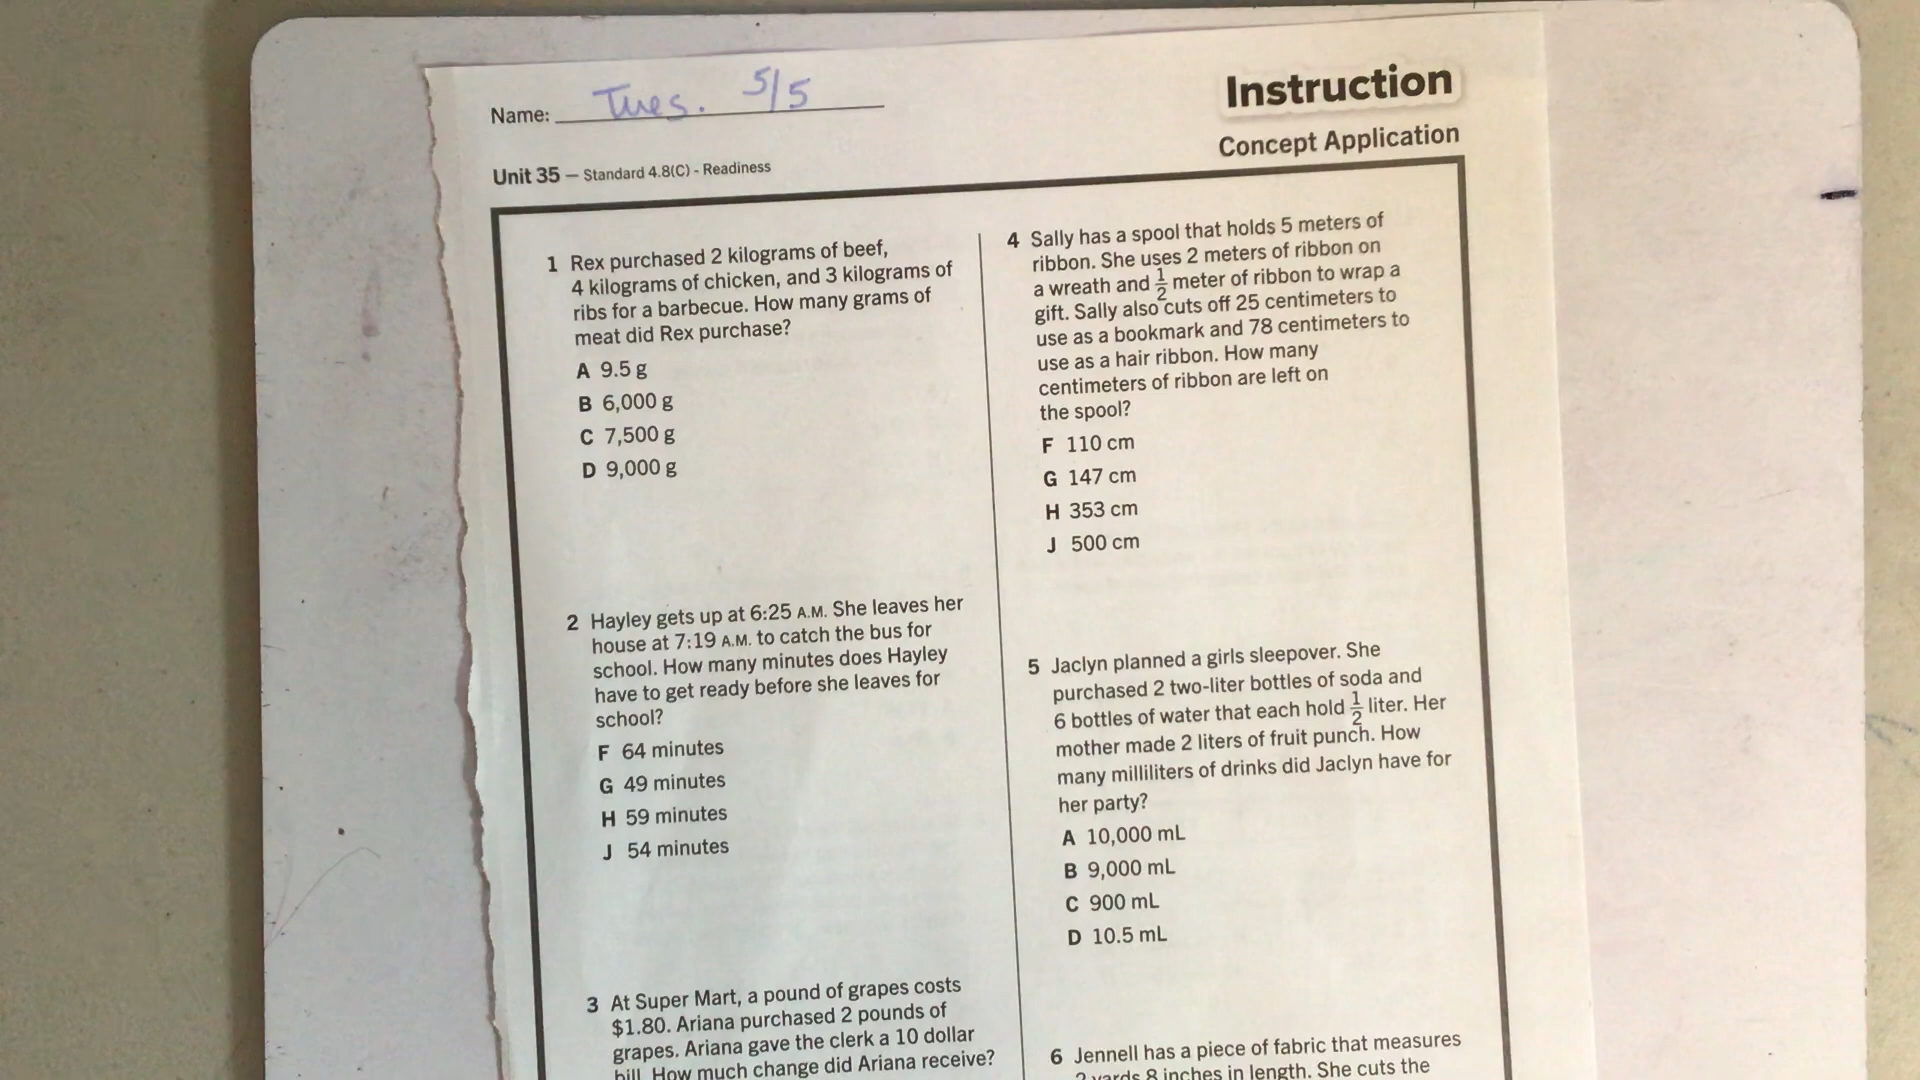 Name: Tues. 5/5
Instruction
Concept Application
Unit 35 — Standard 4.8(C) - Readiness
1 Rex purchased 2 kilograms of beef,
4 kilograms of chicken, and 3 kilograms of
ribs for a barbecue. How many grams of
meat did Rex purchase?
A 9.5 g
B 6,000 g
C 7,500 g
D 9,000 g
2 Hayley gets up at 6:25 A.M. She leaves her
house at 7:19 A.M. to catch the bus for
school. How many minutes does Hayley
have to get ready before she leaves for
school?
F 64 minutes
G 49 minutes
H 59 minutes
J 54 minutes
3 At Super Mart, a pound of grapes costs
$1.80. Ariana purchased 2 pounds of
grapes. Ariana gave the clerk a 10 dollar
bill. How much change did Ariana receive?
4 Sally has a spool that holds 5 meters of
ribbon. She uses 2 meters of ribbon on
a wreath and 1/2 meter of ribbon to wrap a
gift. Sally also cuts off 25 centimeters to
use as a bookmark and 78 centimeters to
use as a hair ribbon. How many
centimeters of ribbon are left on
the spool?
F 110 cm
G 147 cm
H 353 cm
J 500 cm
5 Jaclyn planned a girls sleepover. She
purchased 2 two-liter bottles of soda and
6 bottles of water that each hold 1/2 liter. Her
mother made 2 liters of fruit punch. How
many milliliters of drinks did Jaclyn have for
her party?
A 10,000 mL
B 9,000 mL
C 900 mL
D 10.5 mL
6 Jennell has a piece of fabric that measures
yards 8 inches in length. She cuts the